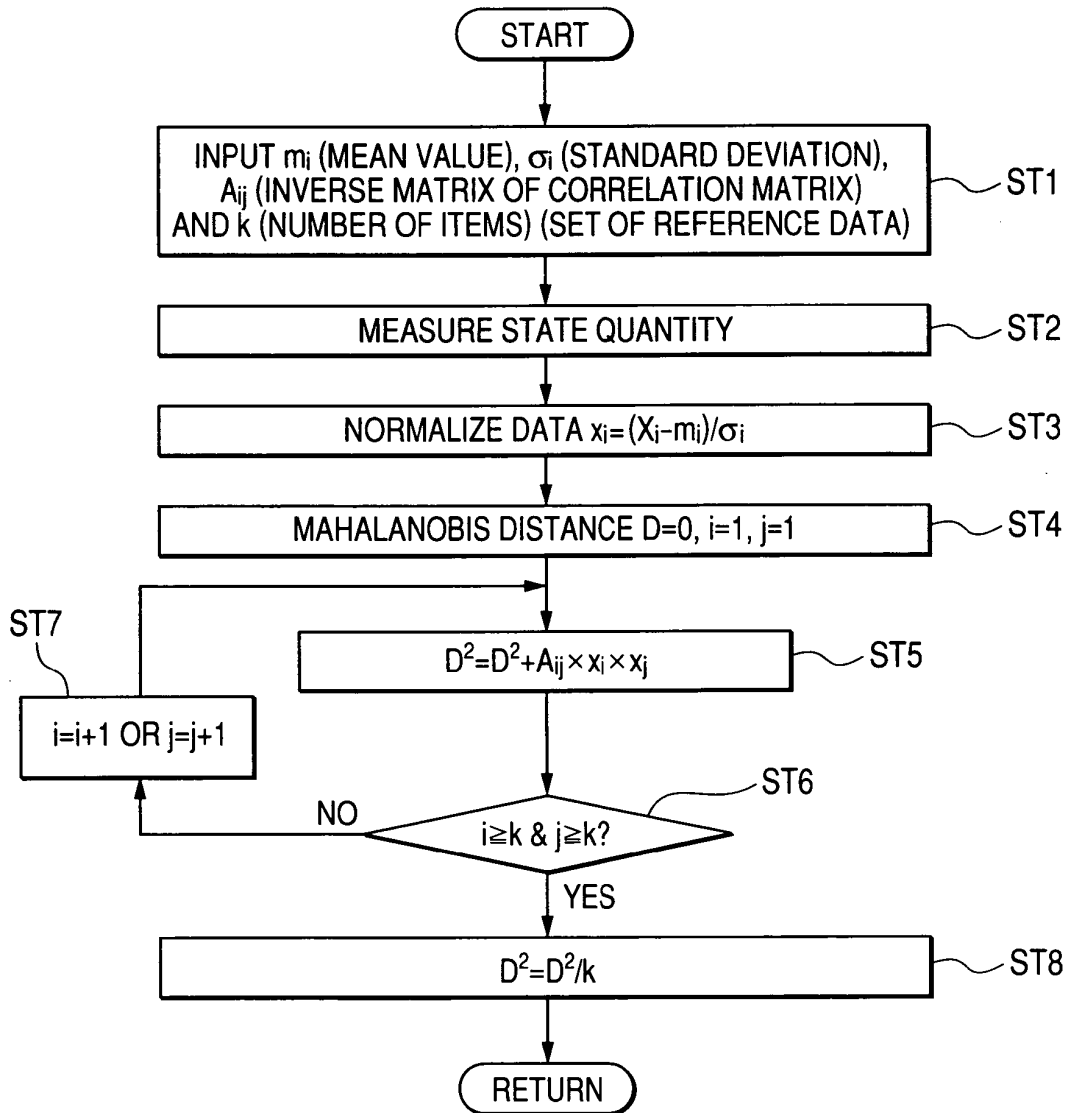 START
INPUT mᵢ (MEAN VALUE), σᵢ (STANDARD DEVIATION),
Aᵢⱼ (INVERSE MATRIX OF CORRELATION MATRIX)
AND k (NUMBER OF ITEMS) (SET OF REFERENCE DATA)
ST1
MEASURE STATE QUANTITY
ST2
NORMALIZE DATA xᵢ=(Xᵢ-mᵢ)/σᵢ
ST3
MAHALANOBIS DISTANCE D=0, i=1, j=1
ST4
ST7
D²=D²+Aᵢⱼ×xᵢ×xⱼ
ST5
i=i+1 OR j=j+1
ST6
NO
i≧k & j≧k?
YES
D²=D²/k
ST8
RETURN